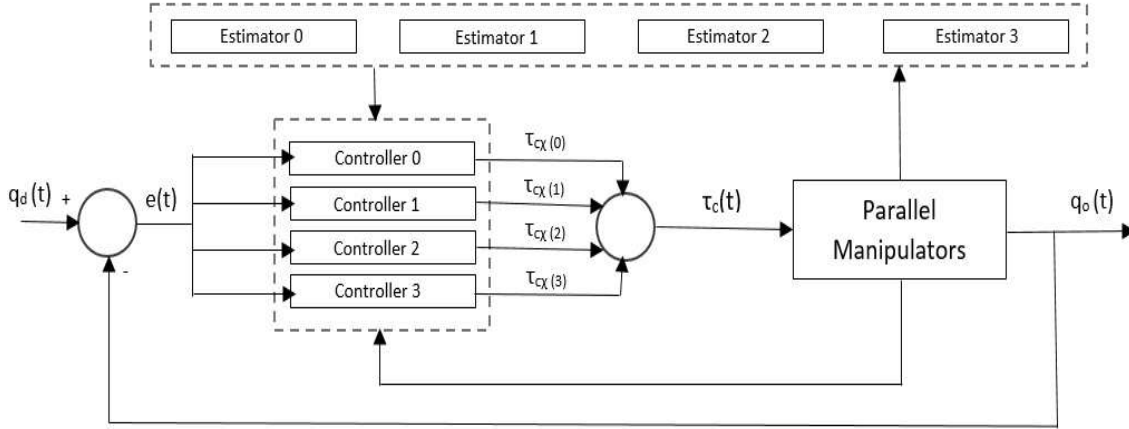 Estimator 0
Estimator 1
Estimator 2
Estimator 3
Controller 0
Controller 1
Controller 2
Controller 3
τcχ (0)
τcχ (1)
τcχ (2)
τcχ (3)
qd(t)
+
-
e(t)
τc(t)
Parallel
Manipulators
qo(t)